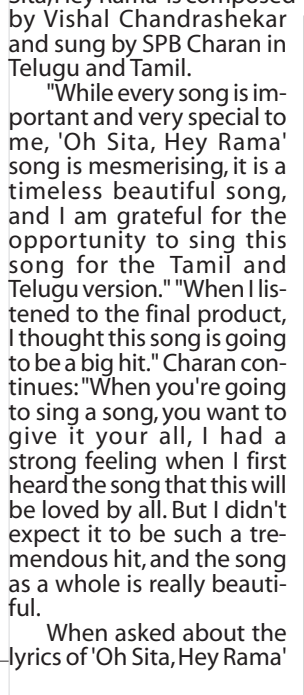 Sita, Hey Rama' is composed
by Vishal Chandrashekar
and sung by SPB Charan in
Telugu and Tamil.
"While every song is im-
portant and very special to
me, 'Oh Sita, Hey Rama'
song is mesmerising, it is a
timeless beautiful song,
and I am grateful for the
opportunity to sing this
song for the Tamil and
Telugu version." "When I lis-
tened to the final product,
I thought this song is going
to be a big hit." Charan con-
tinues: "When you're going
to sing a song, you want to
give it your all, I had a
strong feeling when I first
heard the song that this will
be loved by all. But I didn't
expect it to be such a tre-
mendous hit, and the song
as a whole is really beauti-
ful.
When asked about the
lyrics of 'Oh Sita, Hey Rama'